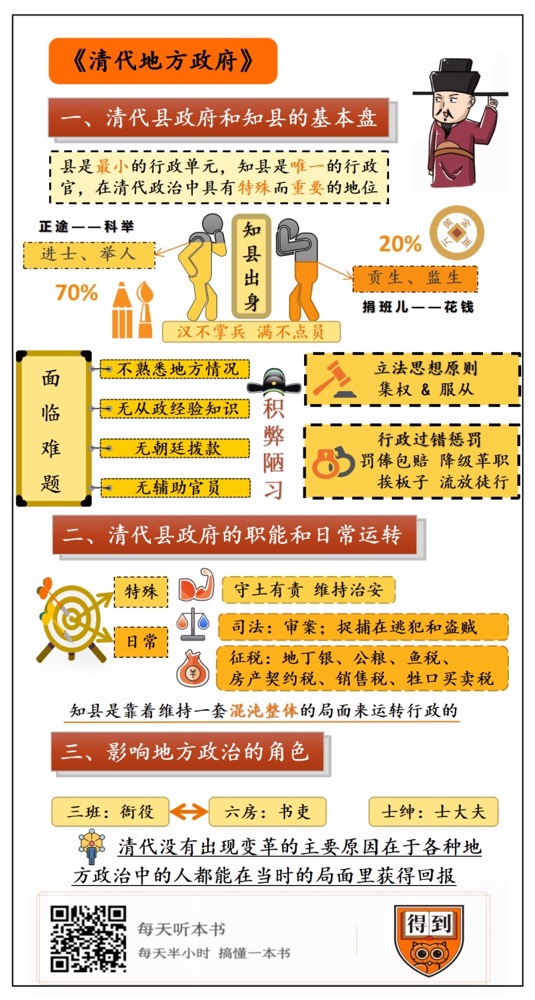 《清代地方政府》
一、清代县政府和知县的基本盘
县是最小的行政单元，知县是唯一的行政
官，在清代政治中具有特殊而重要的地位
正途——科举
进士、举人
70%
知县出身
20%
贡生、监生
捐班儿——花钱
汉不掌兵 满不点员
面临难题
不熟悉地方情况
无从政经验知识
无朝廷拨款
无辅助官员
积弊陋习
立法思想原则
集权 & 服从
行政过错惩罚
罚俸包赔 降级革职
挨板子 流放徒行
二、清代县政府的职能和日常运转
特殊
守土有责 维持治安
日常
司法：审案；捉捕在逃犯和盗贼
征税：地丁银、公粮、鱼税、
房产契约税、销售税、牲口买卖税
知县是靠着维持一套混沌整体的局面来运转行政的
三、影响地方政治的角色
三班：衙役
六房：书吏
士绅：士大夫
清代没有出现变革的主要原因在于各种地
方政治中的人都能在当时的局面里获得回报
每天听本书
每天半小时 搞懂一本书
得到